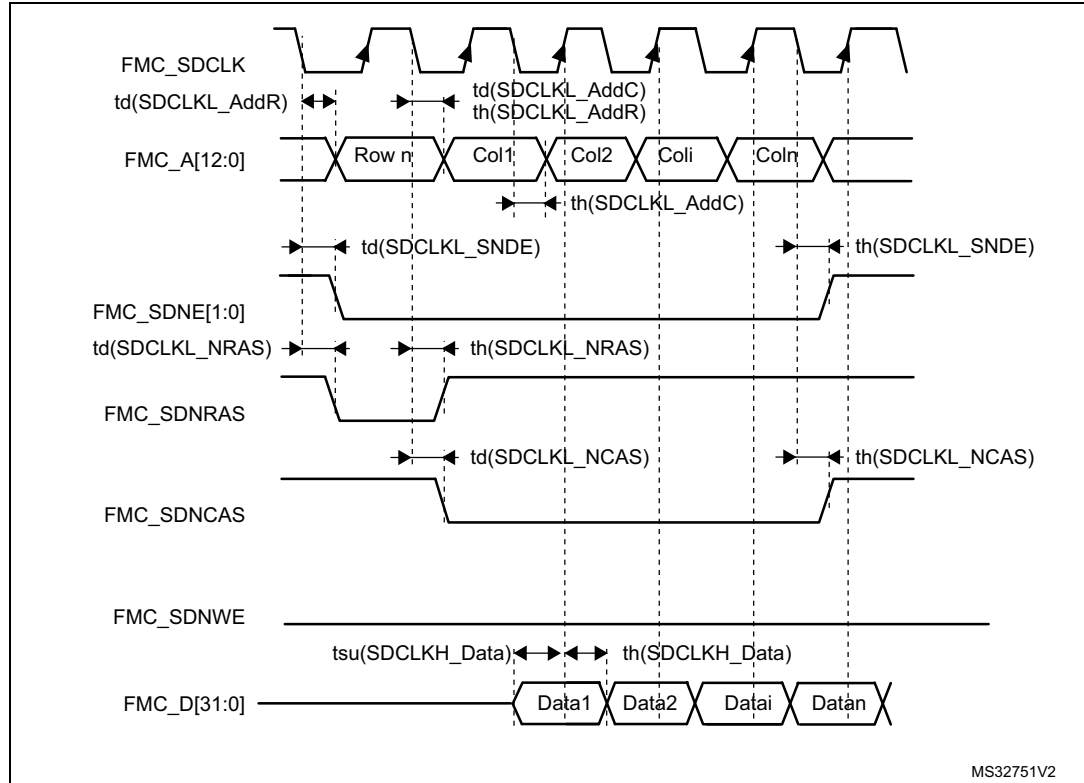 FMC_SDCLK
td(SDCLKL_AddR)
td(SDCLKL_AddC)
th(SDCLKL_AddR)
FMC_A[12:0]
Row n
Col1
Col2
Coli
Coln
th(SDCLKL_AddC)
td(SDCLKL_SNDE)
th(SDCLKL_SNDE)
FMC_SDNE[1:0]
td(SDCLKL_NRAS)
th(SDCLKL_NRAS)
FMC_SDNRAS
td(SDCLKL_NCAS)
th(SDCLKL_NCAS)
FMC_SDNCAS
FMC_SDNWE
tsu(SDCLKH_Data)
th(SDCLKH_Data)
FMC_D[31:0]
Data1
Data2
Datai
Datan
MS32751V2